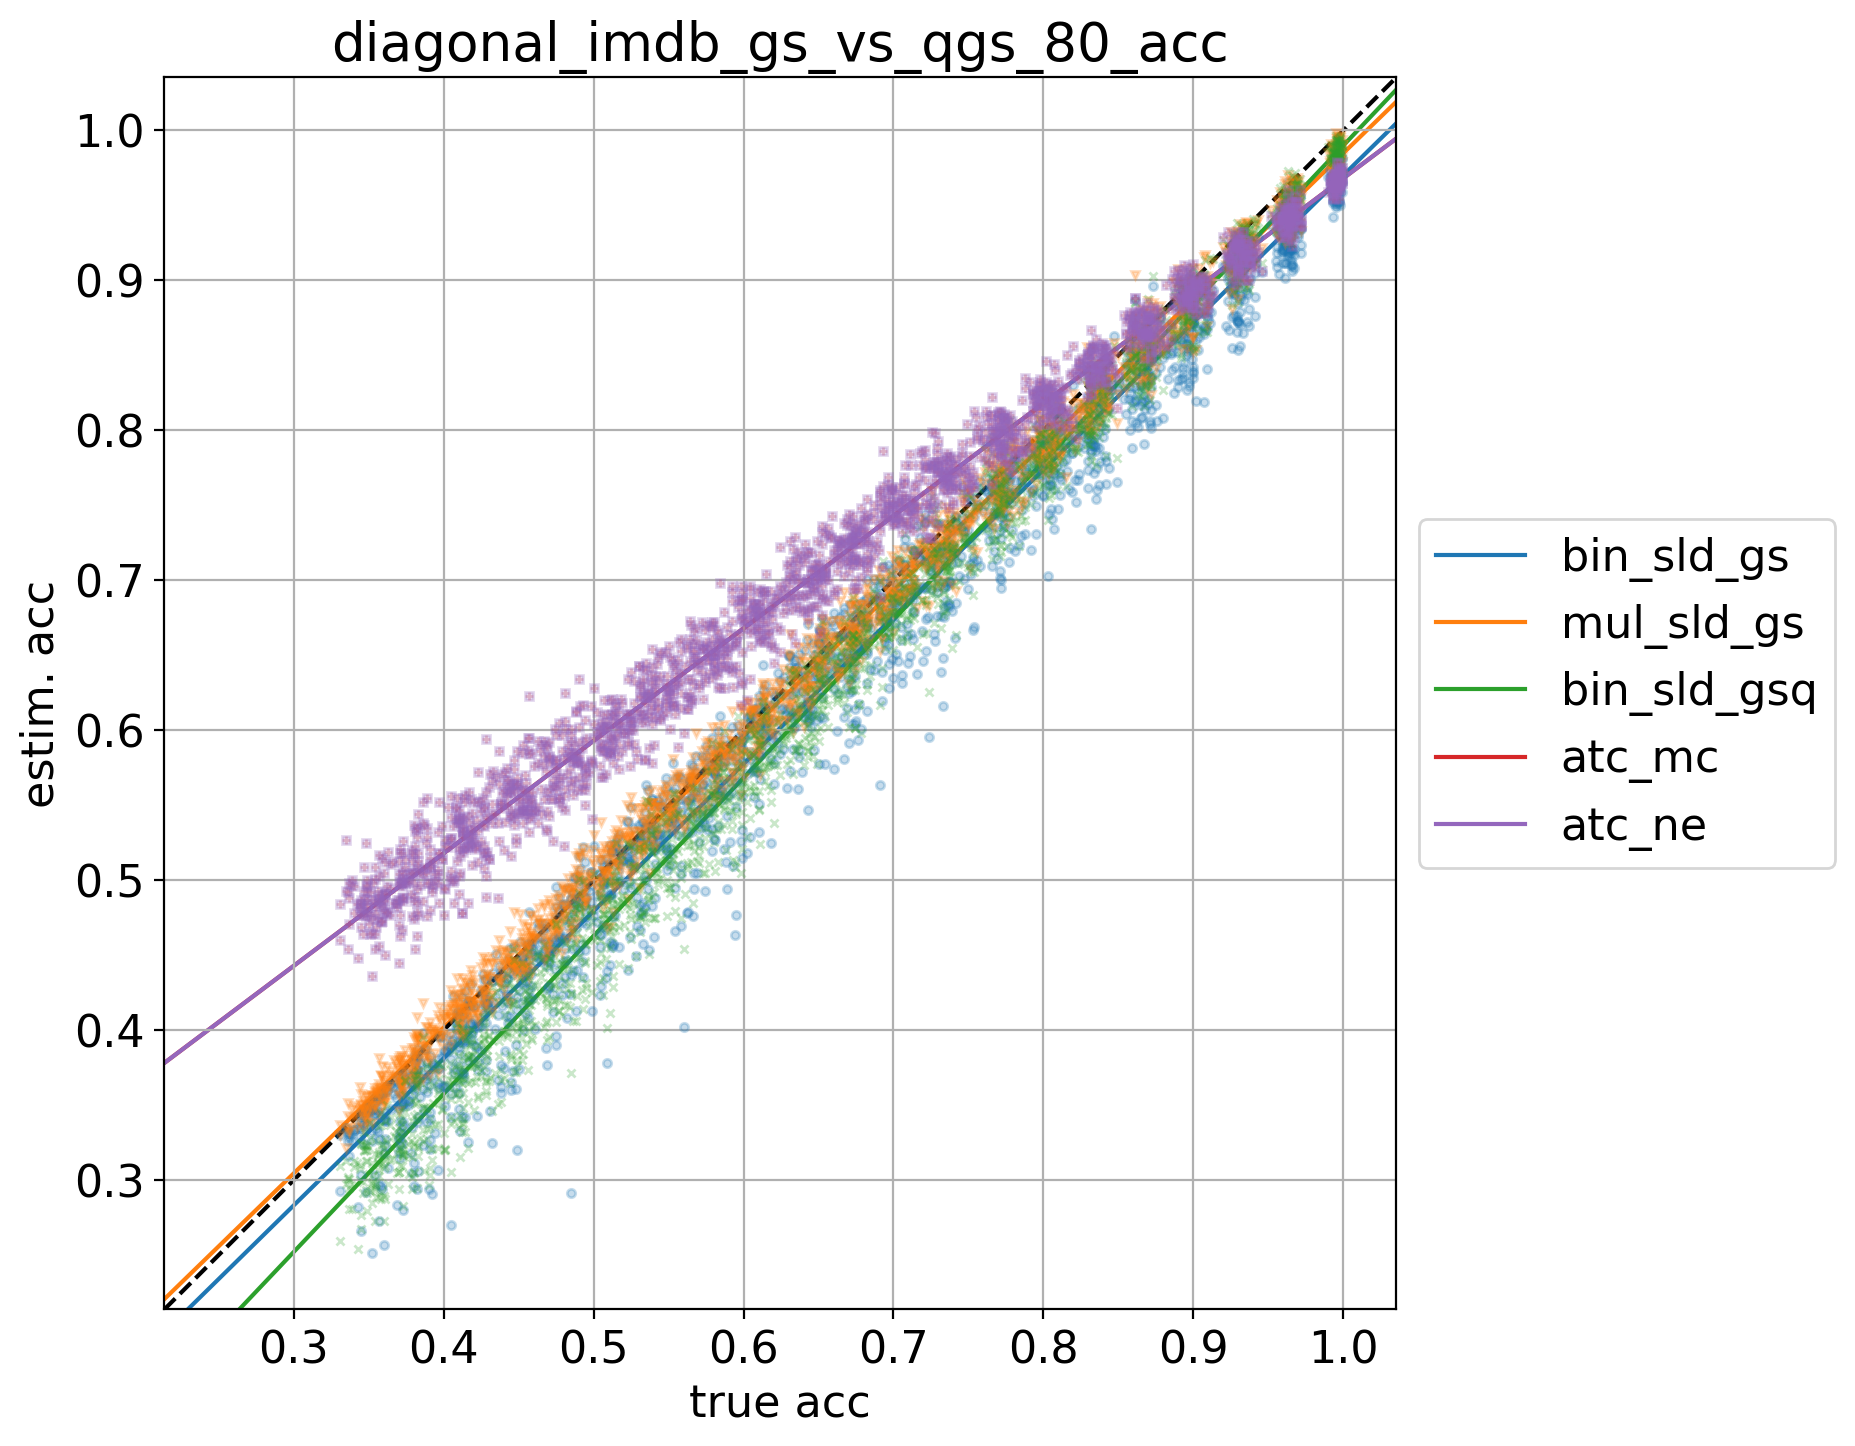 diagonal_imdb_gs_vs_qgs_80_acc
1.0
0.9
0.8
0.7
0.6
0.5
0.4
0.3
estim. acc
0.3 0.4 0.5 0.6 0.7 0.8 0.9 1.0
true acc
bin_sld_gs
mul_sld_gs
bin_sld_gsq
atc_mc
atc_ne